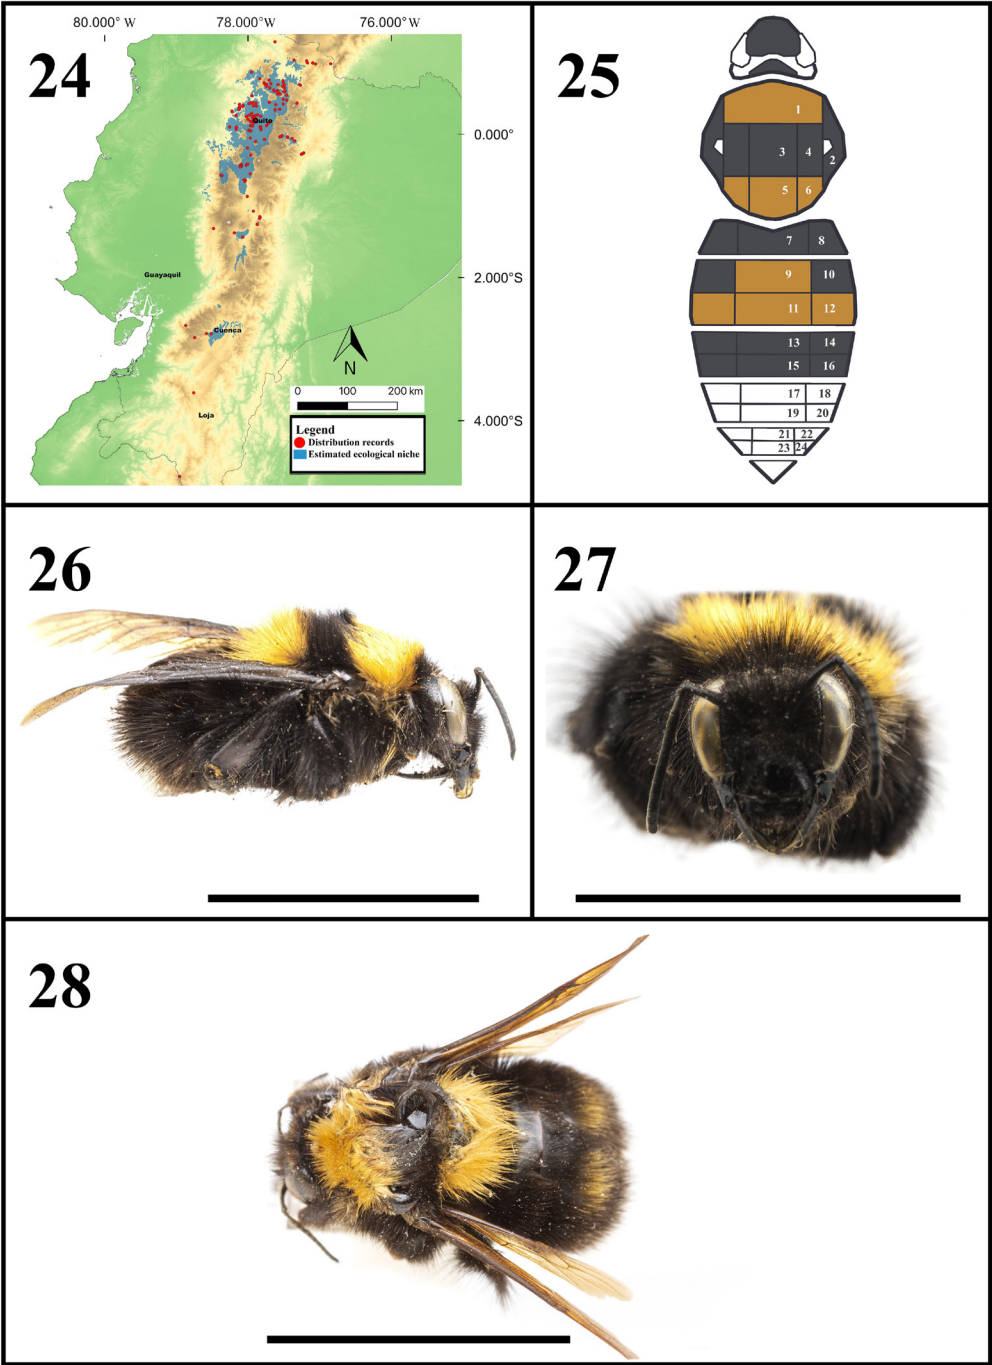 24
80.000° W 78.000° W 76.000° W
0.000°
2.000°S
4.000°S
Quito
Guayaquil
Cuenca
Loja
N
0 100 200 km
Legend
Distribution records
Estimated ecological niche
25
1
3 4 2
5 6
7 8
9 10
11 12
13 14
15 16
17 18
19 20
21 22
23 24
26
27
28